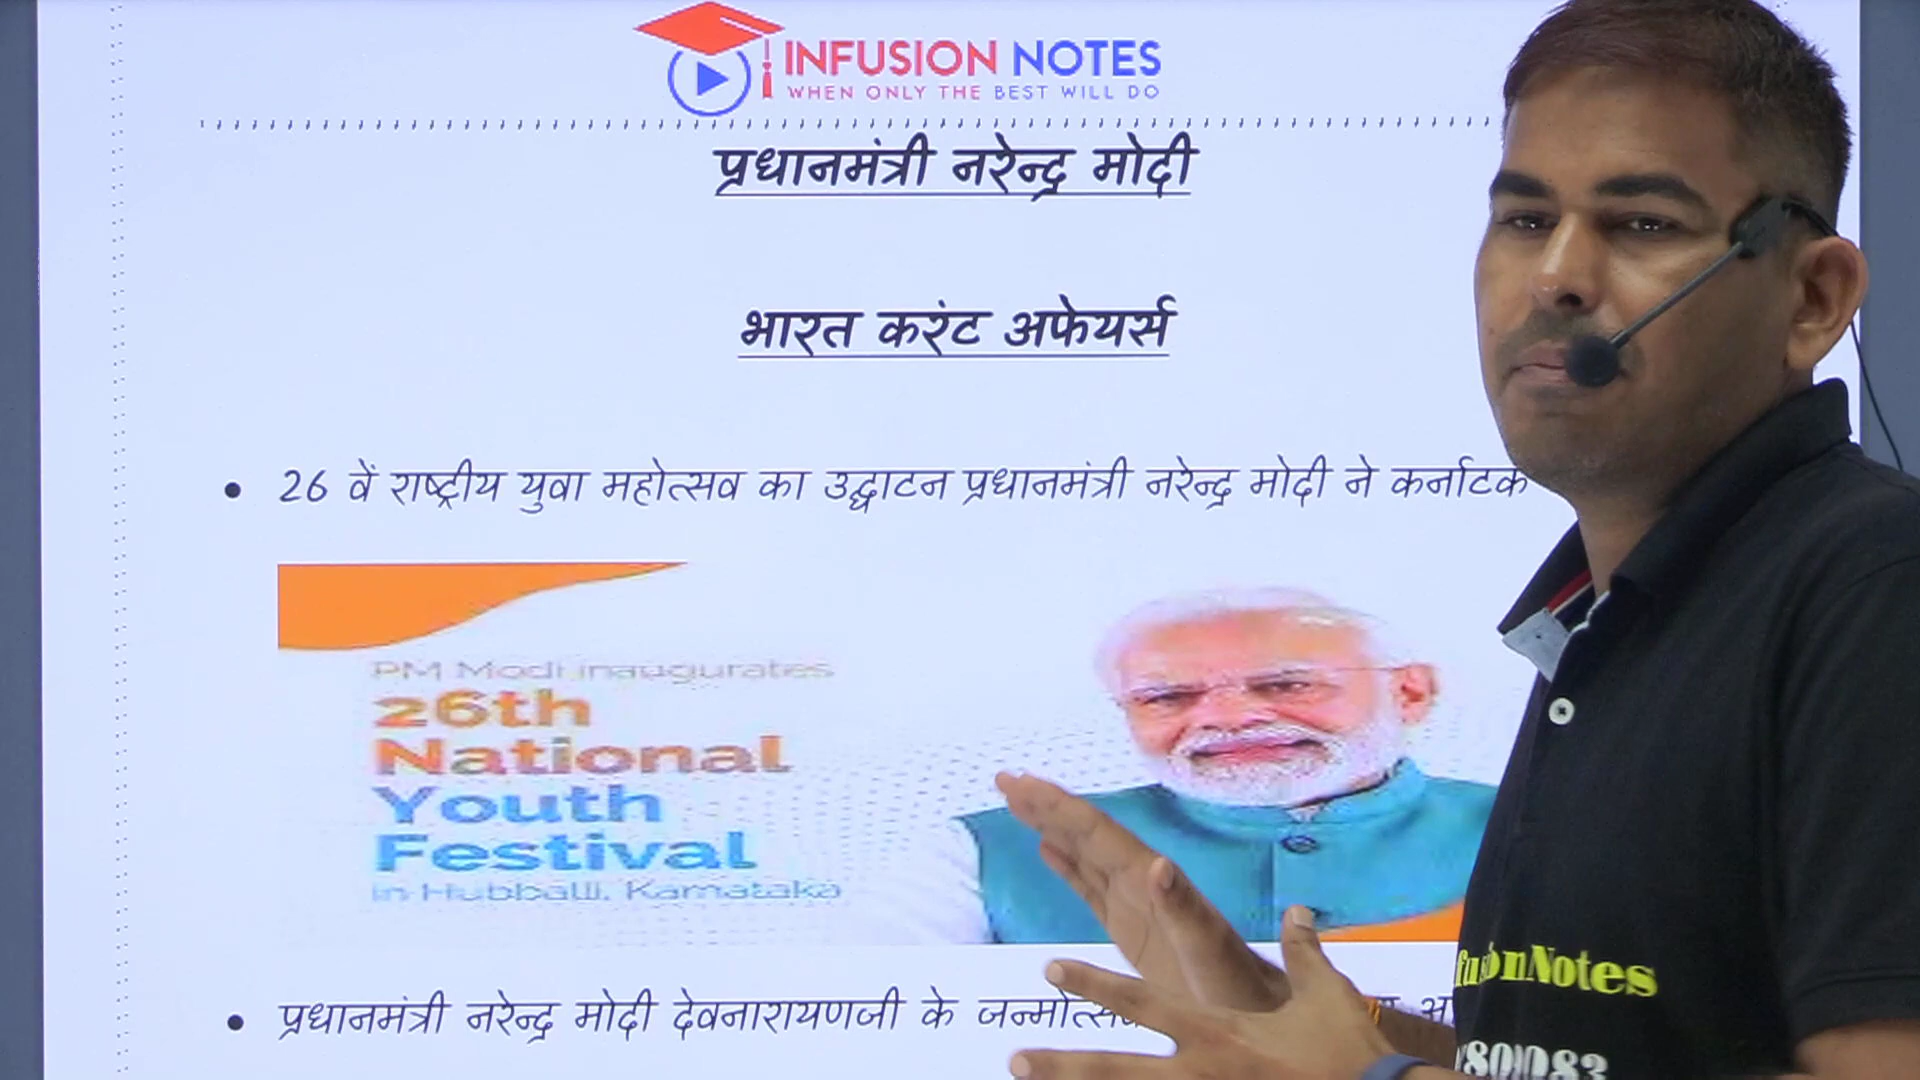 INFUSION NOTES
WHEN ONLY THE BEST WILL DO
प्रधानमंत्री नरेन्द्र मोदी
भारत करंट अफेयर्स
• 26 वें राष्ट्रीय युवा महोत्सव का उद्घाटन प्रधानमंत्री नरेन्द्र मोदी ने कर्नाटक
PM Modi inaugurates
26th
National
Youth
Festival
in Hubballi, Karnataka
• प्रधानमंत्री नरेन्द्र मोदी देवनारायणजी के
fusionNotes